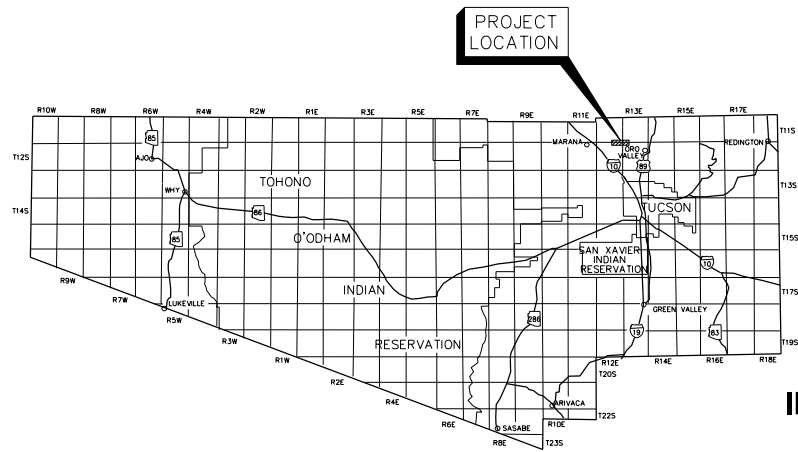 PROJECT
LOCATION
R10W R8W R6W R4W R2W R1E R3E R5E R7E R9E R11E R13E R15E R17E
T11S
85
MARANA
ORO
VALLEY
REDINGTON
T12S
AJO
10
89
TOHONO
T13S
WHY
TUCSON
T14S
86
85
O'ODHAM
T15S
SAN XAVIER
INDIAN
RESERVATION
10
R9W
INDIAN
T17S
R7W
LUKEVILLE
R5W
GREEN VALLEY
286
19
83
R3W
RESERVATION
T19S
R1W
R12E R14E R16E R18E
R2E
T20S
R4E
ARIVACA
R6E
R10E
T22S
SASABE
R8E
T23S